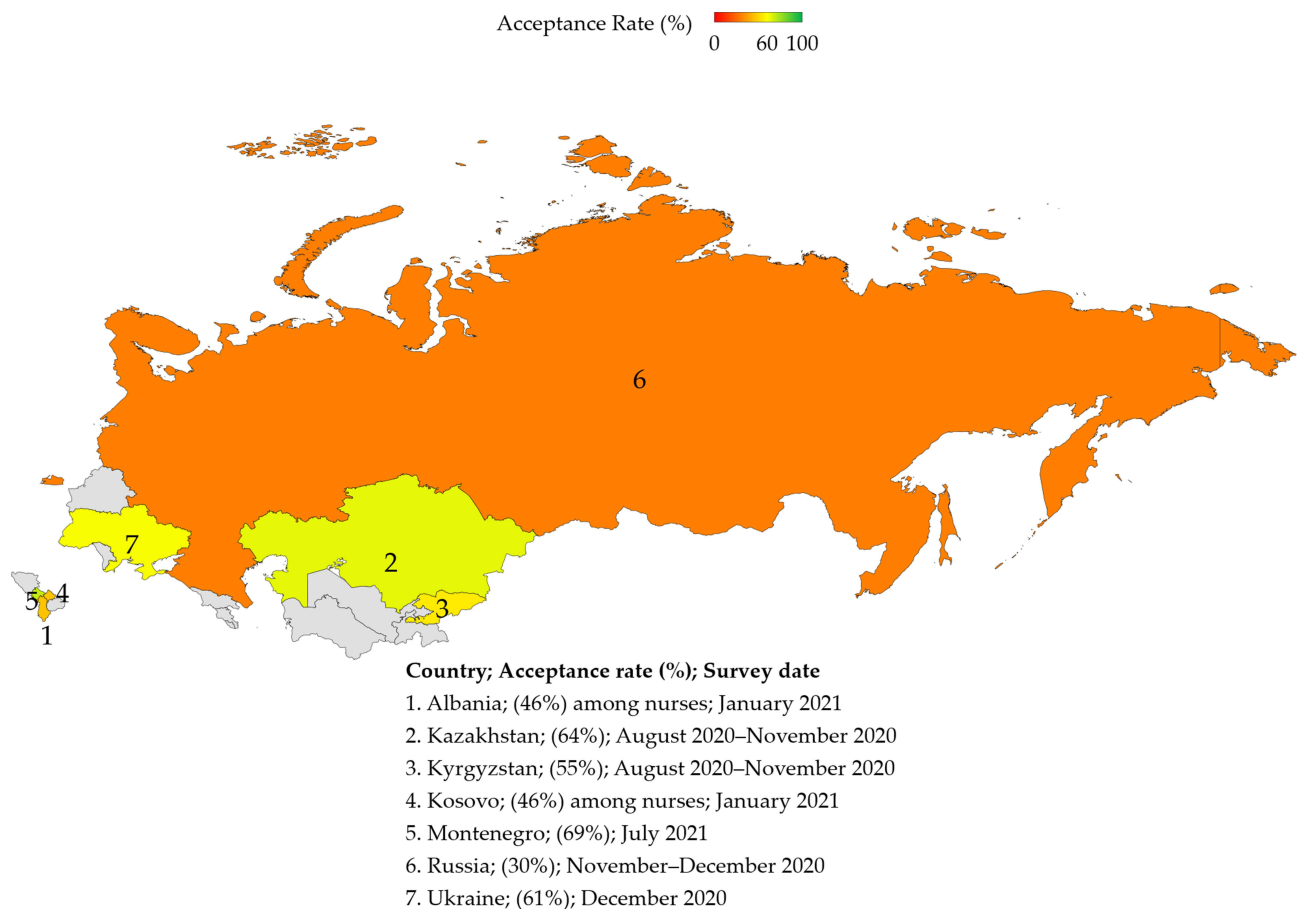 Acceptance Rate (%)
0 60 100
6
7
2
5 4
3
1
Country; Acceptance rate (%); Survey date
1. Albania; (46%) among nurses; January 2021
2. Kazakhstan; (64%); August 2020–November 2020
3. Kyrgyzstan; (55%); August 2020–November 2020
4. Kosovo; (46%) among nurses; January 2021
5. Montenegro; (69%); July 2021
6. Russia; (30%); November–December 2020
7. Ukraine; (61%); December 2020